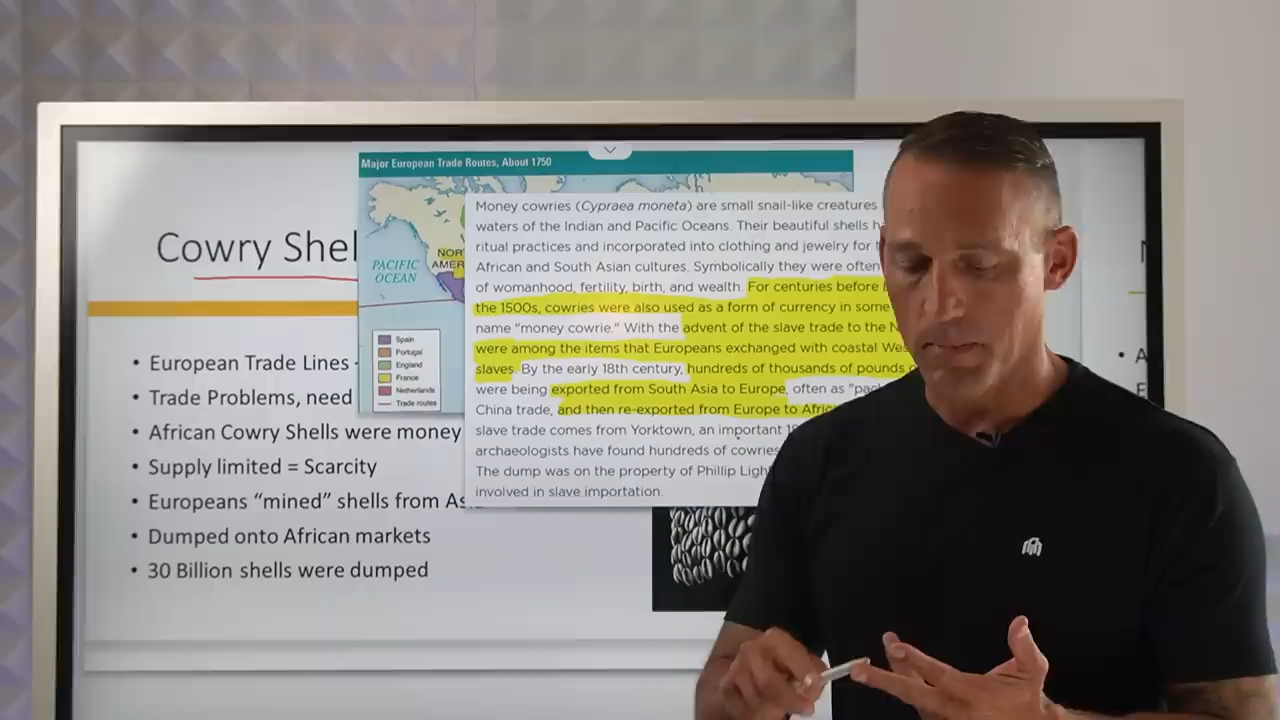 Major European Trade Routes, About 1750
PACIFIC
OCEAN
NOR
AMER
Spain
Portugal
England
France
Netherlands
Trade routes
Cowry Shel
European Trade Lines -
Trade Problems, need
African Cowry Shells were money
Supply limited = Scarcity
Europeans “mined” shells from As
Dumped onto African markets
30 Billion shells were dumped
Money cowries (Cypraea moneta) are small snail-like creatures
waters of the Indian and Pacific Oceans. Their beautiful shells h
ritual practices and incorporated into clothing and jewelry for t
African and South Asian cultures. Symbolically they were often
of womanhood, fertility, birth, and wealth. For centuries before
the 1500s, cowries were also used as a form of currency in some
name "money cowrie." With the advent of the slave trade to the N
were among the items that Europeans exchanged with coastal Wes
slaves. By the early 18th century, hundreds of thousands of pounds
were being exported from South Asia to Europe, often as "pac
China trade, and then re-exported from Europe to Afric
slave trade comes from Yorktown, an important 18
archaeologists have found hundreds of cowries
The dump was on the property of Phillip Ligh
involved in slave importation.